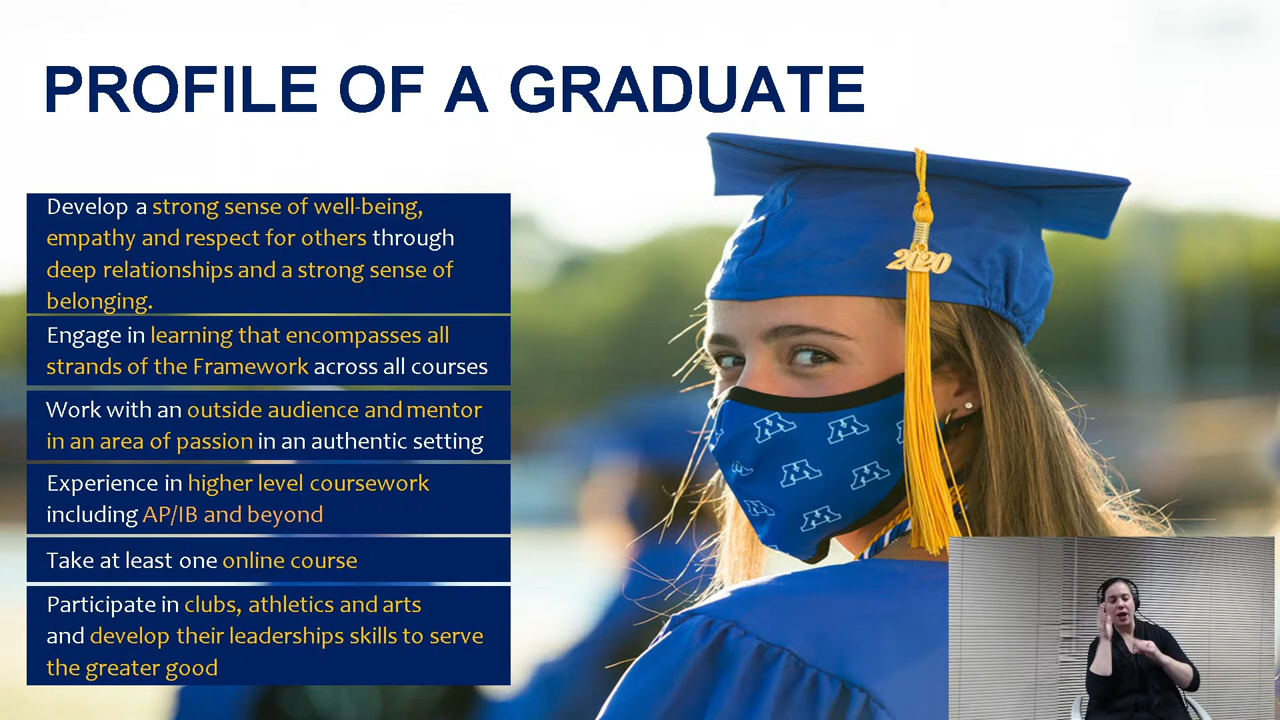 PROFILE OF A GRADUATE
Develop a strong sense of well-being,
empathy and respect for others through
deep relationships and a strong sense of
belonging.
Engage in learning that encompasses all
strands of the Framework across all courses
Work with an outside audience and mentor
in an area of passion in an authentic setting
Experience in higher level coursework
including AP/IB and beyond
Take at least one online course
Participate in clubs, athletics and arts
and develop their leaderships skills to serve
the greater good
2020
M M
M M M
M M